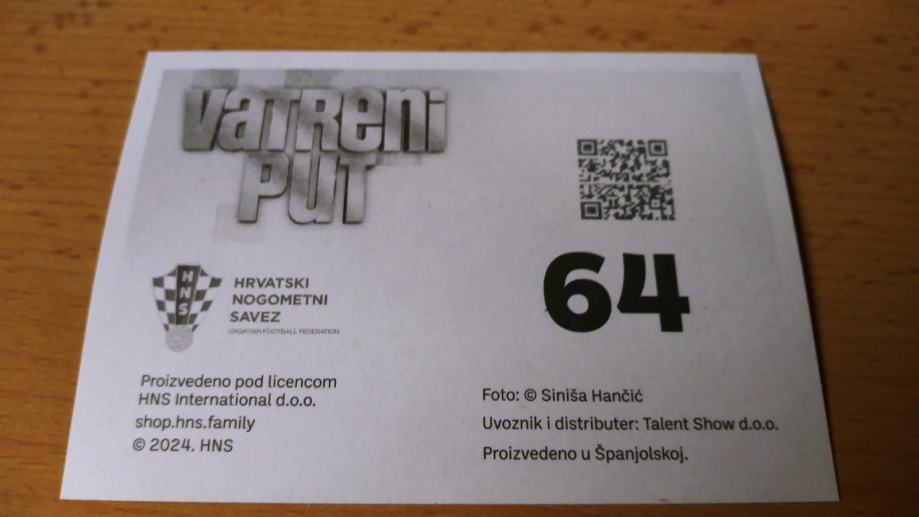 VaTReni
PUT
HNS
HRVATSKI
NOGOMETNI
SAVEZ
CROATIAN FOOTBALL FEDERATION
64
Proizvedeno pod licencom
HNS International d.o.o.
shop.hns.family
© 2024. HNS
Foto: © Siniša Hančić
Uvoznik i distributer: Talent Show d.o.o.
Proizvedeno u Španjolskoj.